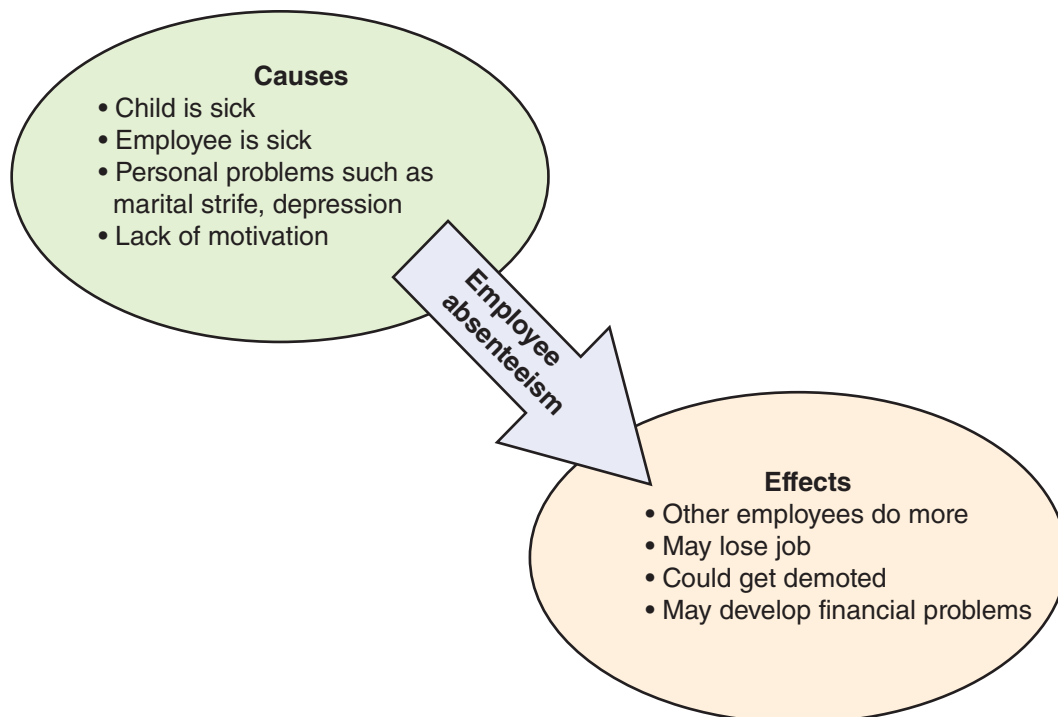 Causes
• Child is sick
• Employee is sick
• Personal problems such as
marital strife, depression
• Lack of motivation
Employee
absenteeism
Effects
• Other employees do more
• May lose job
• Could get demoted
• May develop financial problems